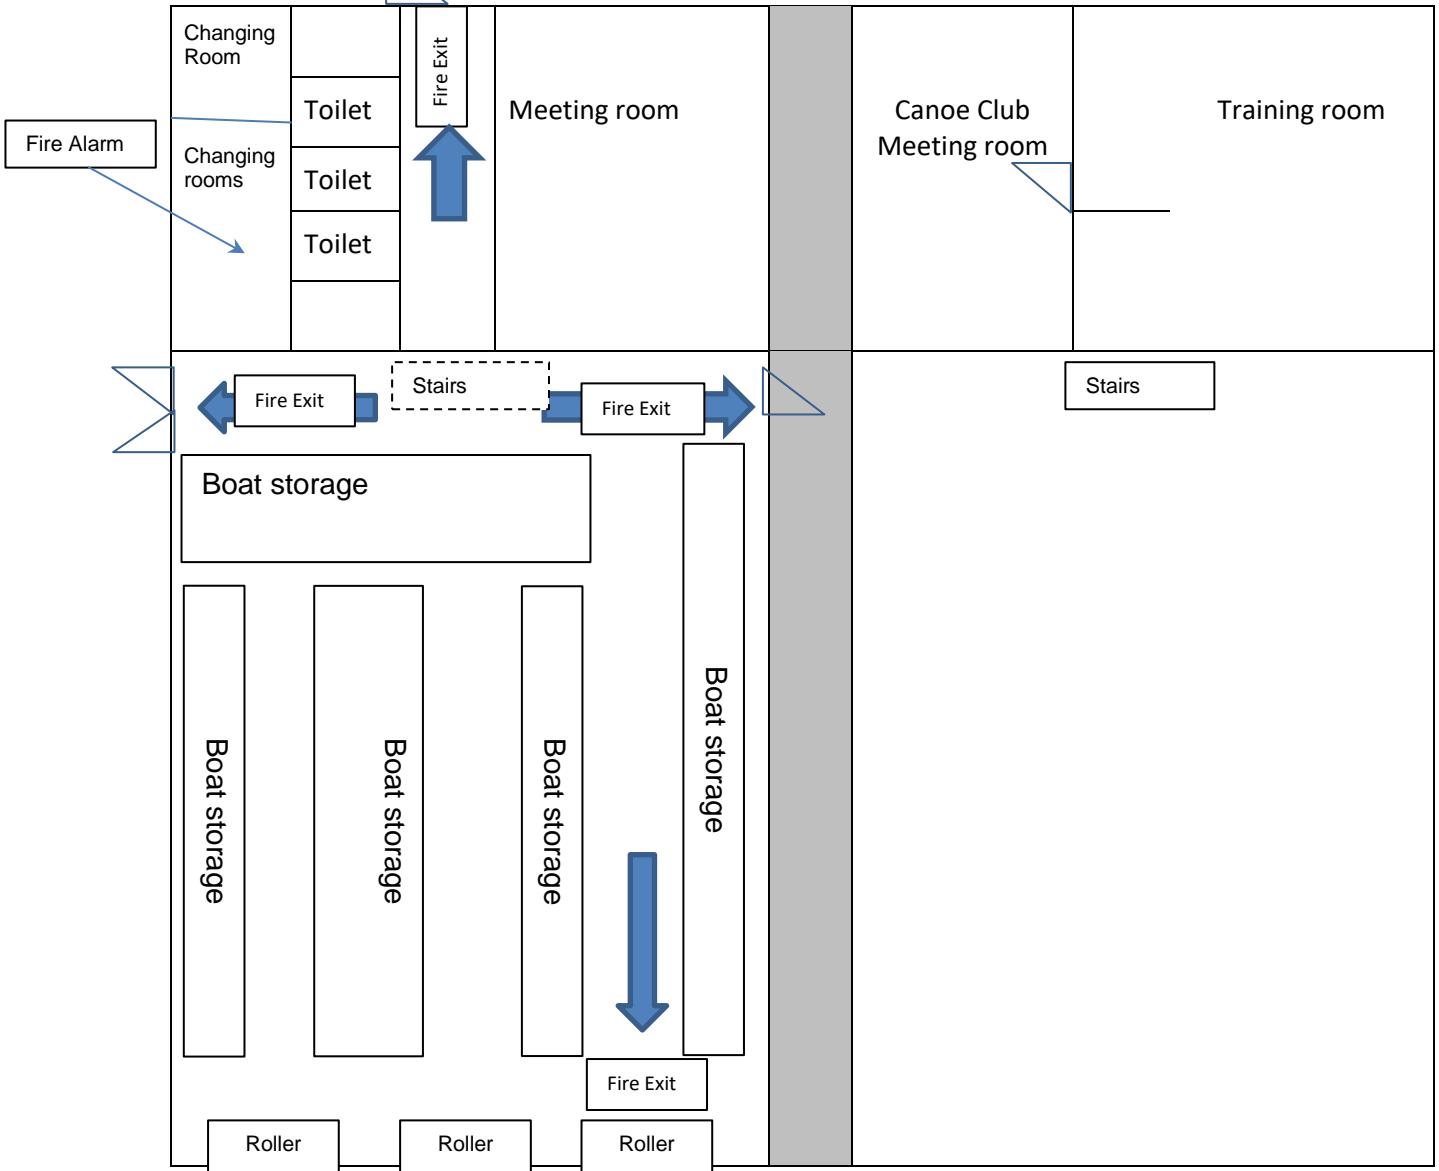 Changing
Room
Fire Exit
Toilet
Meeting room
Canoe Club
Meeting room
Training room
Fire Alarm
Changing
rooms
Toilet
Toilet
Stairs
Stairs
Fire Exit
Fire Exit
Boat storage
Boat storage
Boat storage
Boat storage
Boat storage
Fire Exit
Roller
Roller
Roller